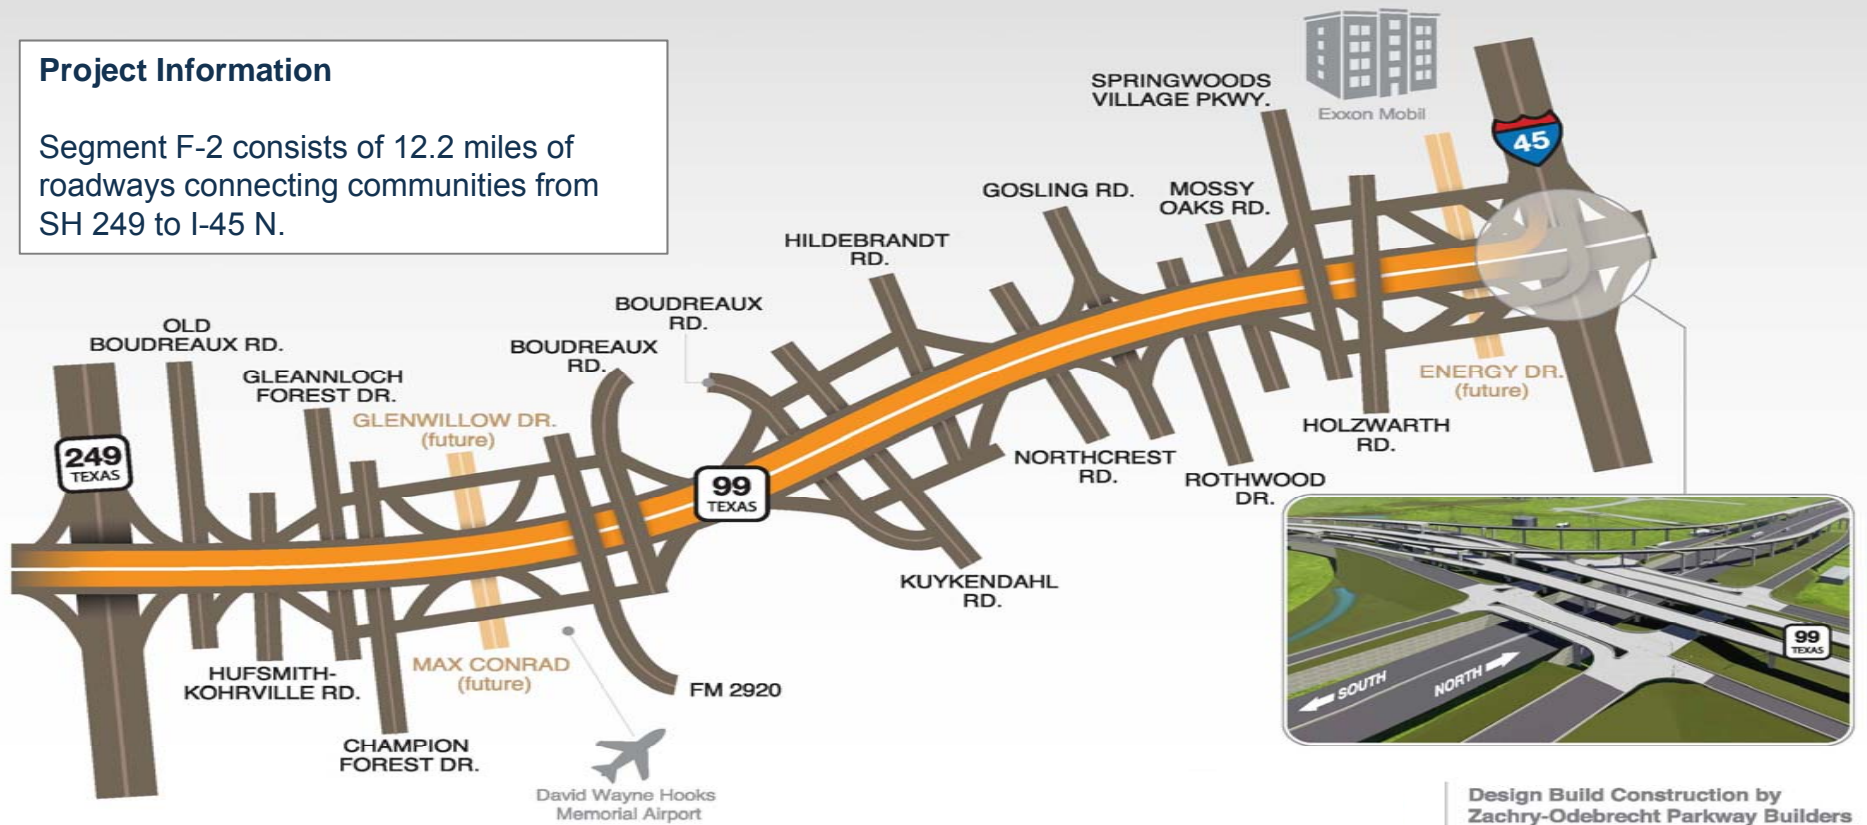 Project Information
Segment F-2 consists of 12.2 miles of
roadways connecting communities from
SH 249 to I-45 N.
Exxon Mobil
SPRINGWOODS
VILLAGE PKWY.
45
GOSLING RD.
MOSSY
OAKS RD.
HILDEBRANDT
RD.
BOUDREAUX
RD.
BOUDREAUX
RD.
OLD
BOUDREAUX RD.
GLEANNLOCH
FOREST DR.
GLENWILLOW DR.
(future)
249
TEXAS
99
TEXAS
ENERGY DR.
(future)
HOLZWARTH
RD.
NORTHCREST
RD.
ROTHWOOD
DR.
KUYKENDAHL
RD.
HUFSMITH-
KOHRVILLE RD.
MAX CONRAD
(future)
FM 2920
CHAMPION
FOREST DR.
David Wayne Hooks
Memorial Airport
99
TEXAS
SOUTH
NORTH
Design Build Construction by
Zachry-Odebrecht Parkway Builders